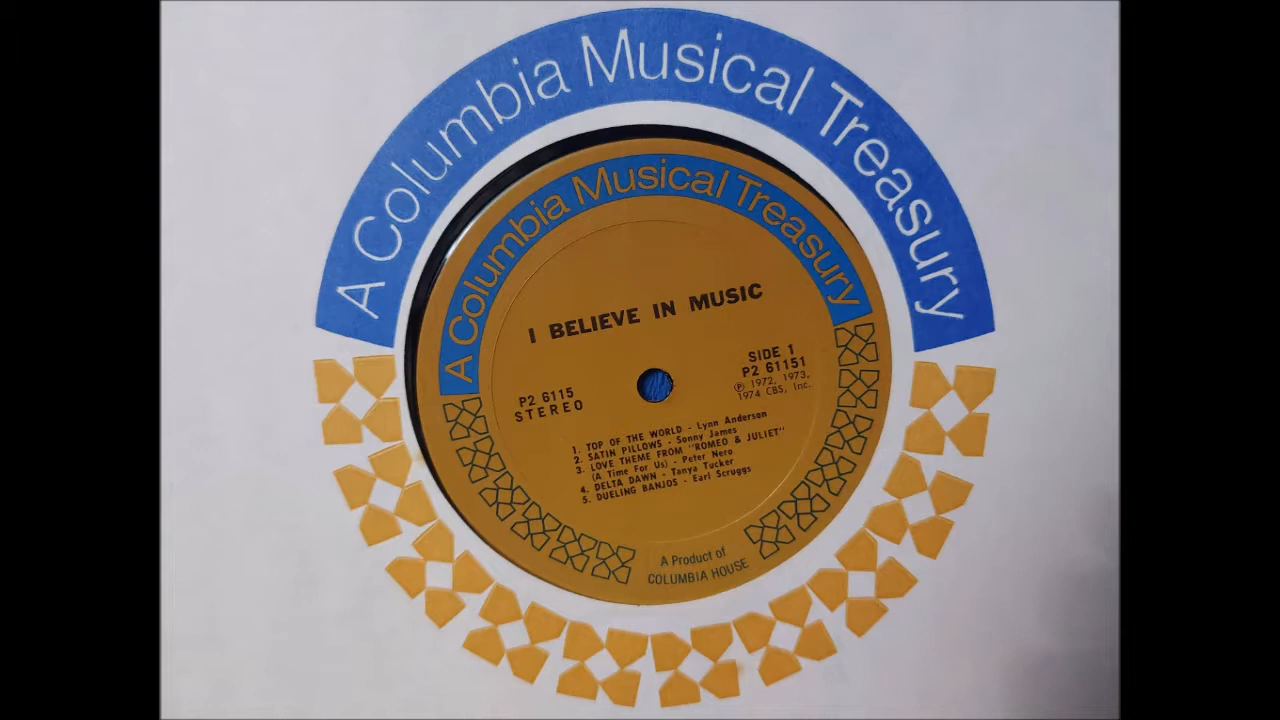 A Columbia Musical Treasury
A Columbia Musical Treasury
I BELIEVE IN MUSIC
P2 6115
STEREO
SIDE 1
P2 61151
Ⓟ 1972, 1973,
1974 CBS, Inc.
1. TOP OF THE WORLD - Lynn Anderson
2. SATIN PILLOWS - Sonny James
3. LOVE THEME FROM "ROMEO & JULIET"
(A Time For Us) - Peter Nero
4. DELTA DAWN - Tanya Tucker
5. DUELING BANJOS - Earl Scruggs
A Product of
COLUMBIA HOUSE